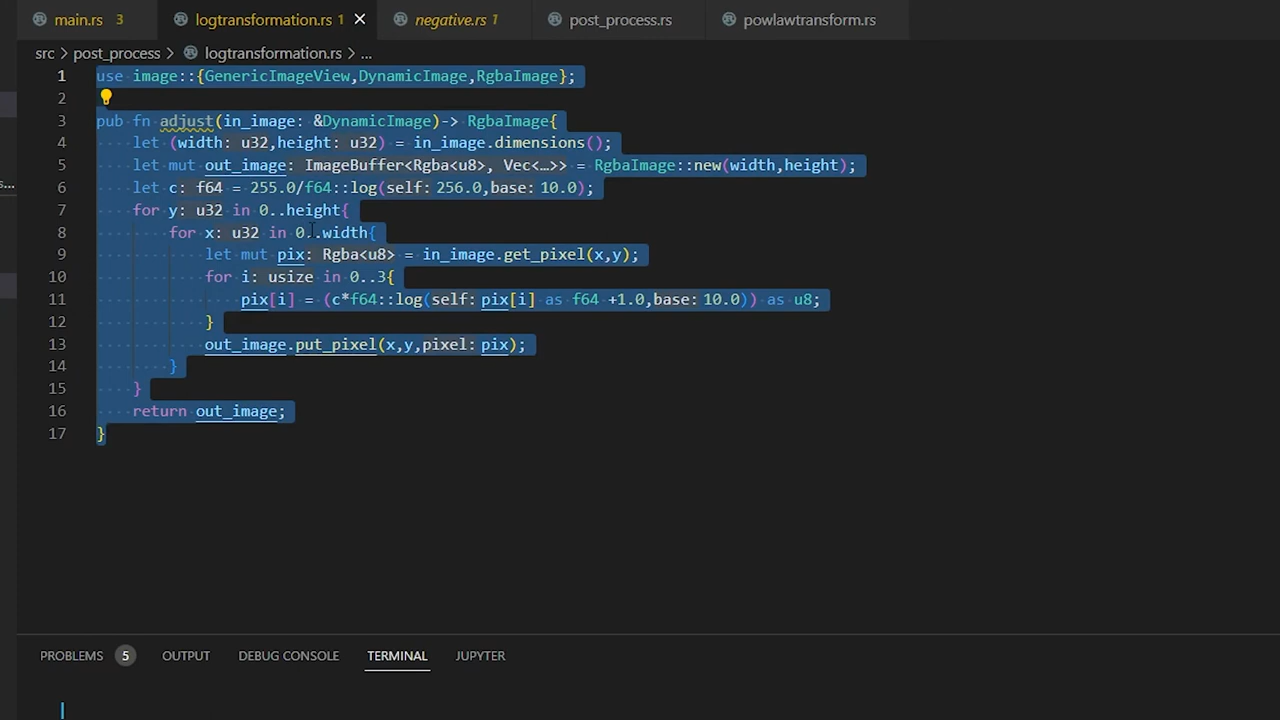 main.rs 3 logtransformation.rs 1 × negative.rs 1 post_process.rs powlawtransform.rs
src > post_process > logtransformation.rs > ...
1 use image::{GenericImageView,DynamicImage,RgbaImage};
2
3 pub fn adjust(in_image: &DynamicImage)-> RgbaImage{
4 let (width: u32,height: u32) = in_image.dimensions();
s... 5 let mut out_image: ImageBuffer<Rgba<u8>, Vec<…>> = RgbaImage::new(width,height);
6 let c: f64 = 255.0/f64::log(self: 256.0,base: 10.0);
7 for y: u32 in 0..height{
8 for x: u32 in 0..width{
9 let mut pix: Rgba<u8> = in_image.get_pixel(x,y);
10 for i: usize in 0..3{
11 pix[i] = (c*f64::log(self: pix[i] as f64 +1.0,base: 10.0)) as u8;
12 }
13 out_image.put_pixel(x,y,pixel: pix);
14 }
15 }
16 return out_image;
17 }
PROBLEMS 5 OUTPUT DEBUG CONSOLE TERMINAL JUPYTER